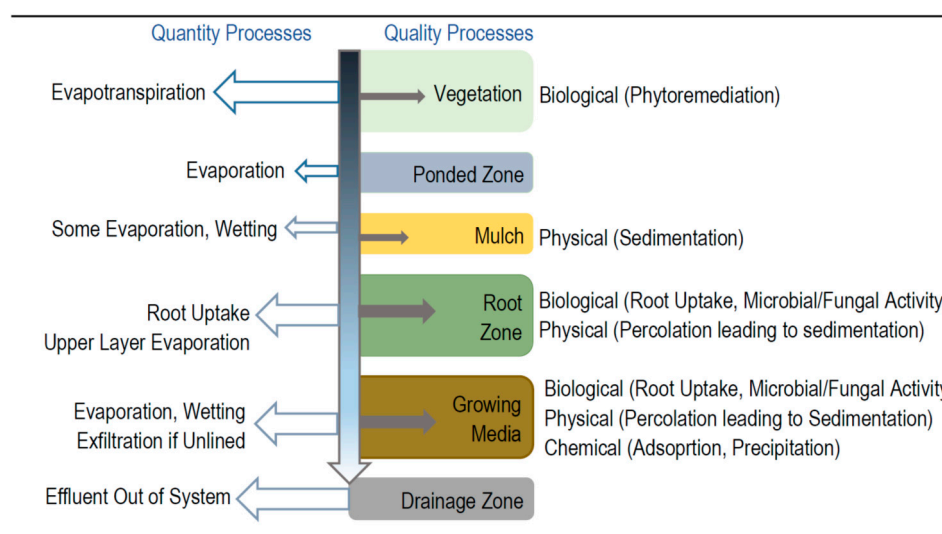 Quantity Processes
Quality Processes
Evapotranspiration
Vegetation
Biological (Phytoremediation)
Evaporation
Ponded Zone
Some Evaporation, Wetting
Mulch
Physical (Sedimentation)
Root Uptake
Upper Layer Evaporation
Root
Zone
Biological (Root Uptake, Microbial/Fungal Activity
Physical (Percolation leading to sedimentation)
Evaporation, Wetting
Exfiltration if Unlined
Growing
Media
Biological (Root Uptake, Microbial/Fungal Activity
Physical (Percolation leading to Sedimentation)
Chemical (Adsoprtion, Precipitation)
Effluent Out of System
Drainage Zone